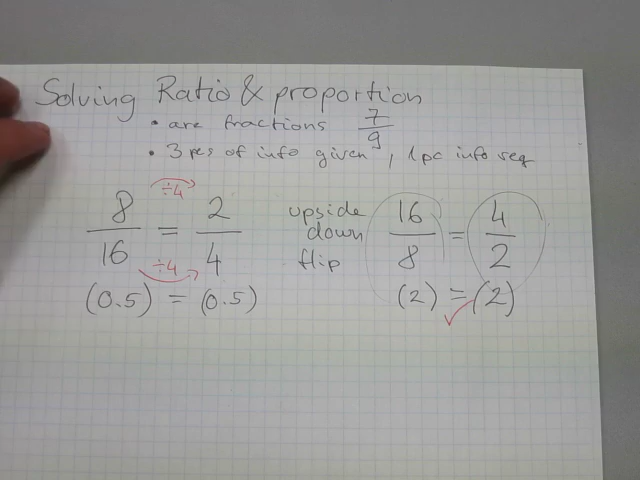 Solving Ratio & proportion
• are fractions 7/9
• 3 pcs of info given, 1 pc info req
8/16 = 2/4
÷4
÷4
(0.5) = (0.5)
upside
down
flip
16/8 = 4/2
(2) = (2) ✓